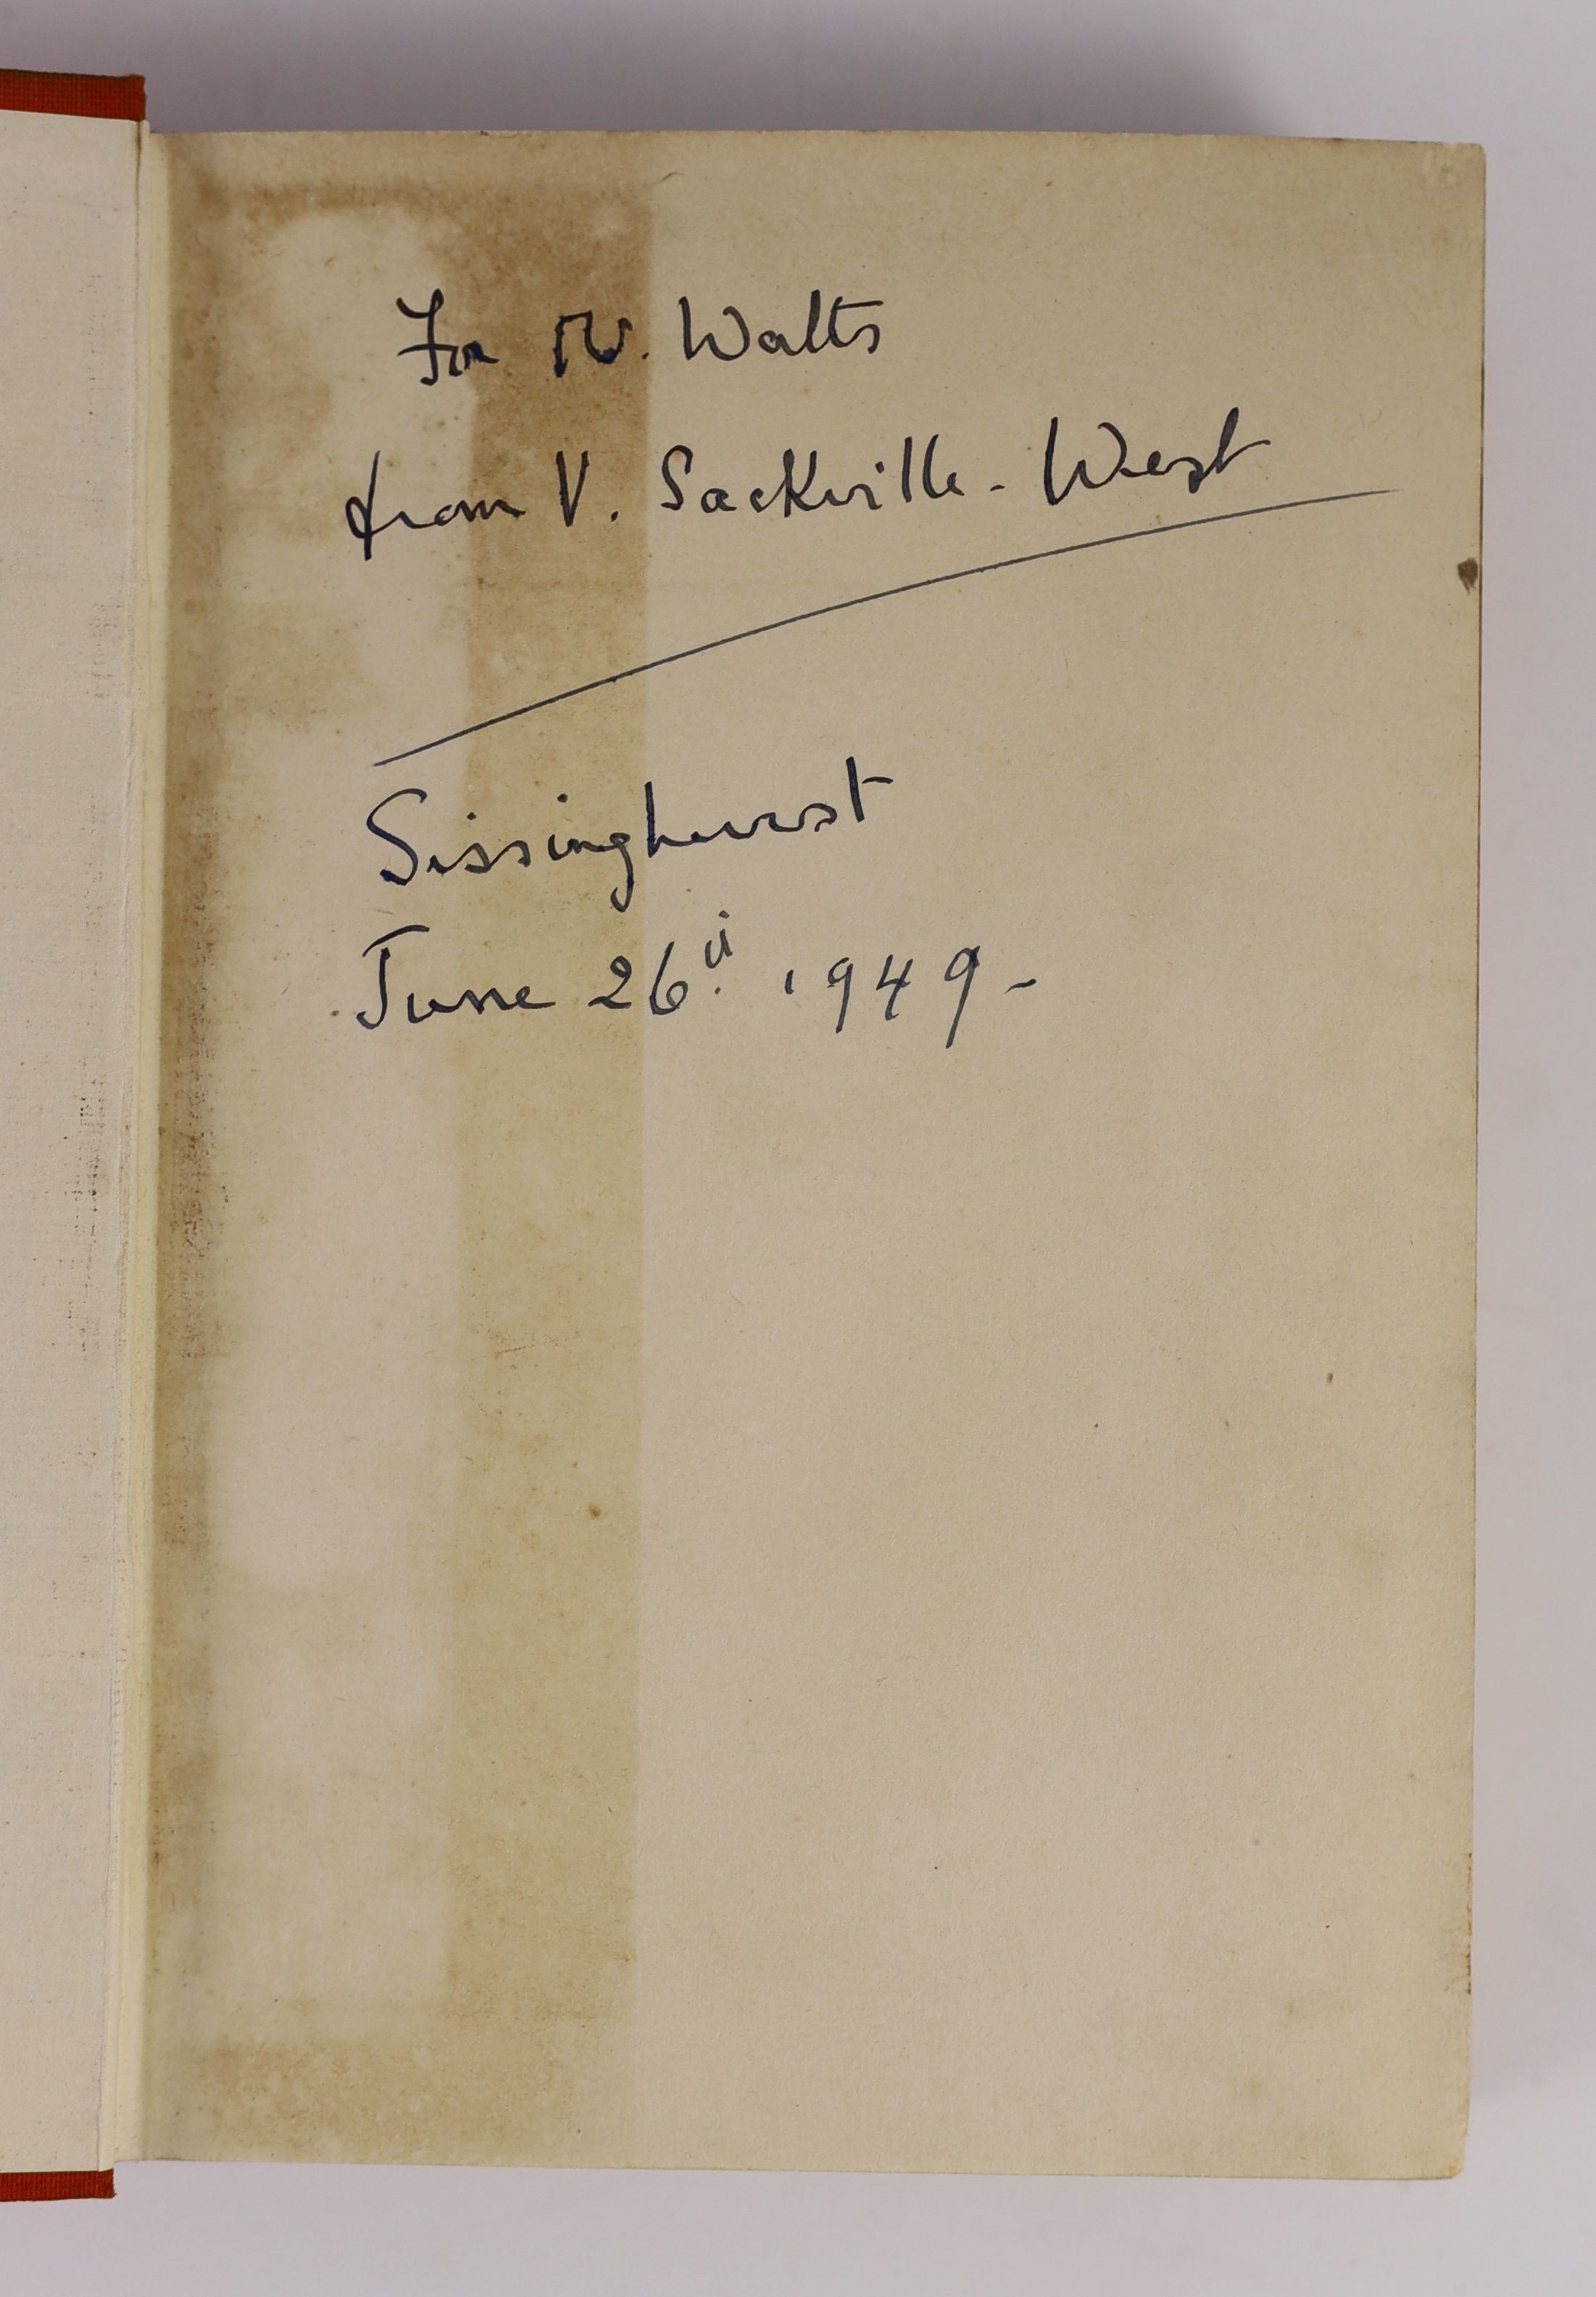 For W. Watts
from V. Sackville-West
Sissinghurst
June 26th 1949-